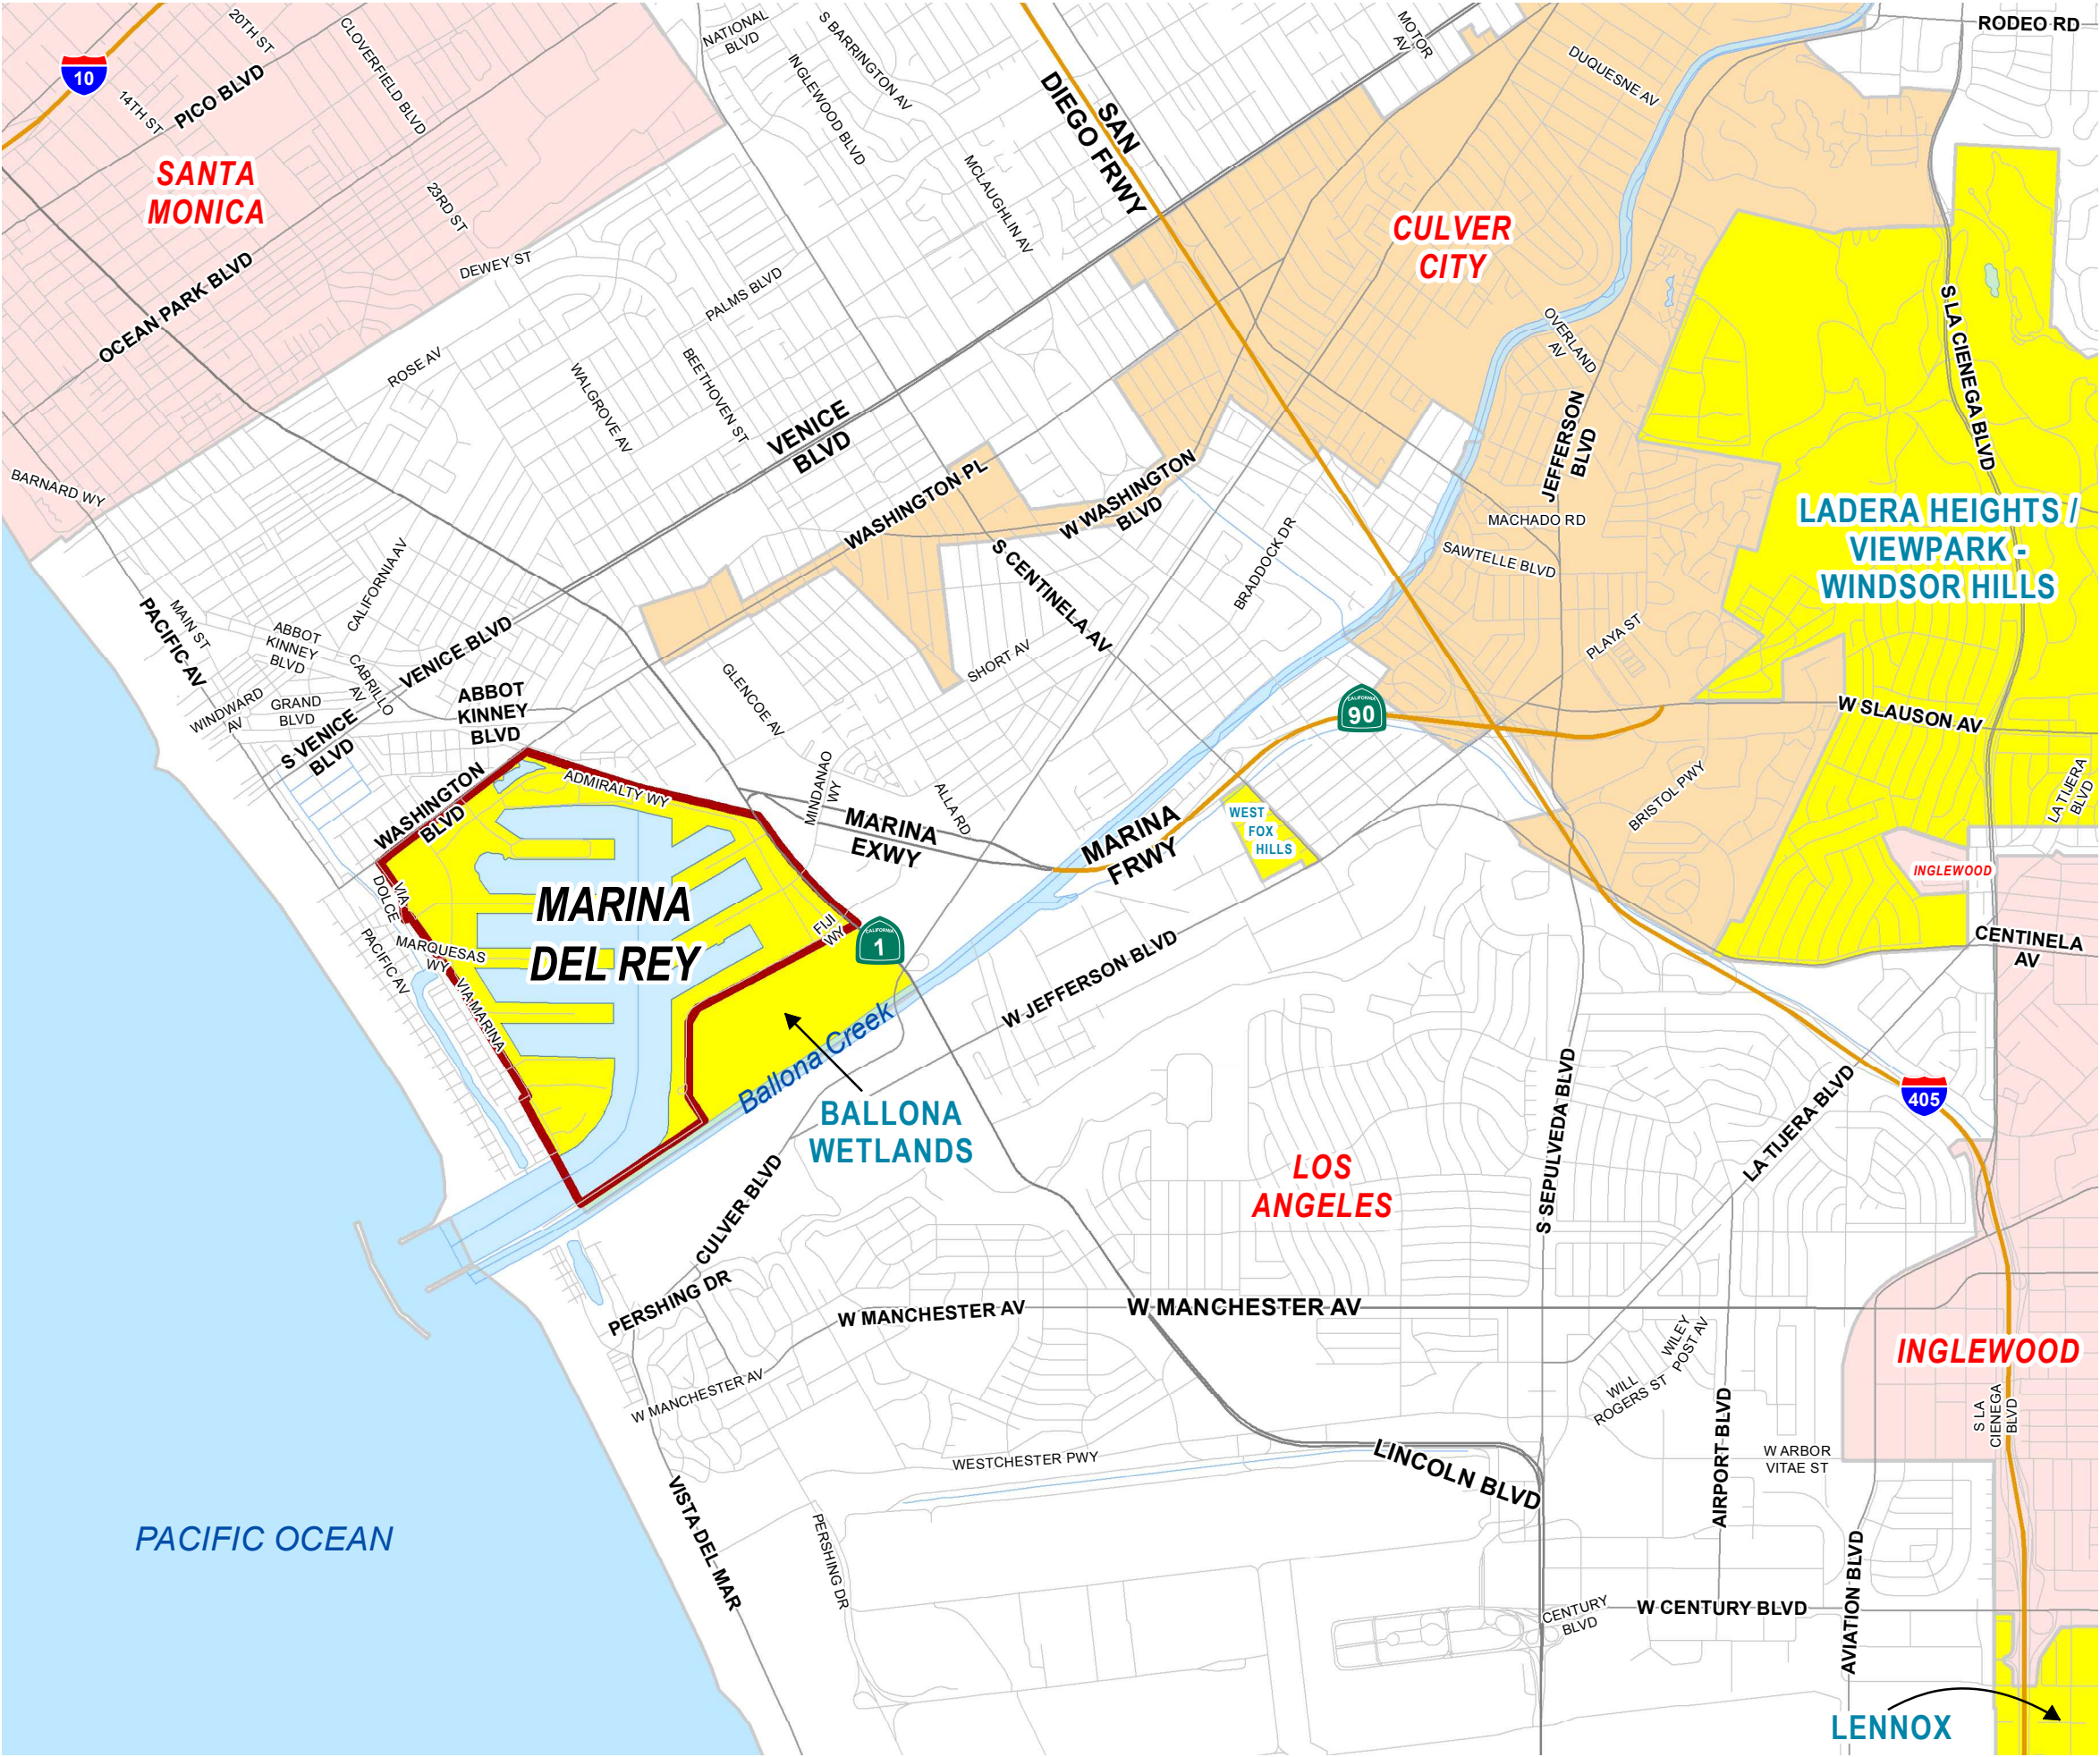 RODEO RD
20TH ST
CLOVERFIELD BLVD
NATIONAL
BLVD
S BARRINGTON AV
INGLEWOOD BLVD
MOTOR
AV
DUQUESNE AV
10
14TH ST
PICO BLVD
SAN
DIEGO FRWY
SANTA
MONICA
23RD ST
MCLAUGHLIN AV
CULVER
CITY
DEWEY ST
OCEAN PARK BLVD
PALMS BLVD
S LA CIENEGA BLVD
OVERLAND
AV
ROSE AV
WALGROVE AV
BEETHOVEN ST
VENICE
BLVD
JEFFERSON
BLVD
BARNARD WY
WASHINGTON PL
W WASHINGTON
BLVD
MACHADO RD
SAWTELLE BLVD
LADERA HEIGHTS /
VIEWPARK -
WINDSOR HILLS
S CENTINELA AV
BRADDOCK DR
CALIFORNIA AV
MAIN ST
PACIFIC AV
ABBOT
KINNEY
BLVD
CABRILLO
AV
VENICE BLVD
SHORT AV
PLAYA ST
WINDWARD
AV
GRAND
BLVD
ABBOT
KINNEY
BLVD
GLENCOE AV
90
CALIFORNIA
W SLAUSON AV
S VENICE
BLVD
WASHINGTON
BLVD
ADMIRALTY WY
MINDANAO
WY
ALLA RD
MARINA
EXWY
MARINA
FRWY
WEST
FOX
HILLS
BRISTOL PWY
LA TIJERA
BLVD
INGLEWOOD
VIA
DOLCE
MARINA
DEL REY
FIJI
WY
CALIFORNIA
1
PACIFIC AV
MARQUESAS
WY
VIA MARINA
W JEFFERSON BLVD
CENTINELA
AV
Ballona Creek
BALLONA
WETLANDS
405
LA TIJERA BLVD
S SEPULVEDA BLVD
LOS
ANGELES
CULVER BLVD
PERSHING DR
W MANCHESTER AV
W MANCHESTER AV
W MANCHESTER AV
WILEY
POST AV
WILL
ROGERS ST
INGLEWOOD
S LA
CIENEGA
BLVD
WESTCHESTER PWY
LINCOLN BLVD
AIRPORT BLVD
W ARBOR
VITAE ST
PACIFIC OCEAN
VISTA DEL MAR
PERSHING DR
CENTURY
BLVD
W CENTURY BLVD
AVIATION BLVD
LENNOX